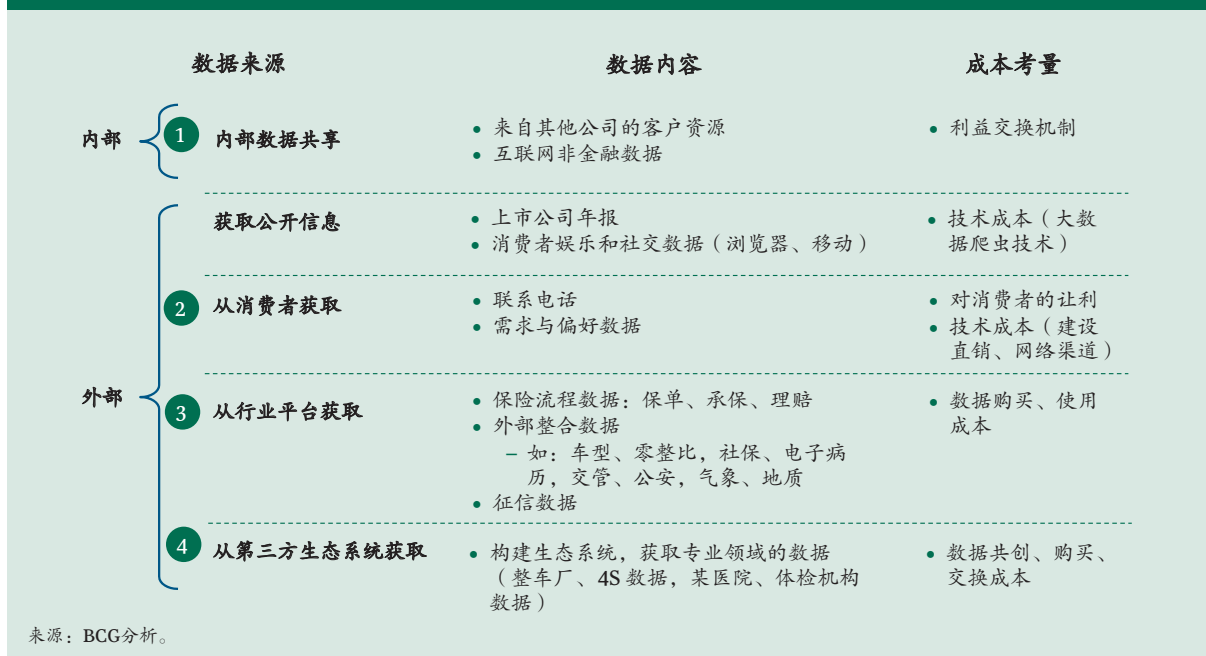 数据来源
数据内容
成本考量
内部
1
内部数据共享
• 来自其他公司的客户资源
• 互联网非金融数据
• 利益交换机制
获取公开信息
• 上市公司年报
• 消费者娱乐和社交数据（浏览器、移动）
• 技术成本（大数
据爬虫技术）
2
从消费者获取
• 联系电话
• 需求与偏好数据
• 对消费者的让利
• 技术成本（建设
直销、网络渠道）
外部
3
从行业平台获取
• 保险流程数据：保单、承保、理赔
• 外部整合数据
– 如：车型、零整比，社保、电子病
历，交管、公安，气象、地质
• 征信数据
• 数据购买、使用
成本
4
从第三方生态系统获取
• 构建生态系统，获取专业领域的数据
（整车厂、4S 数据，某医院、体检机构
数据）
• 数据共创、购买、
交换成本
来源：BCG分析。